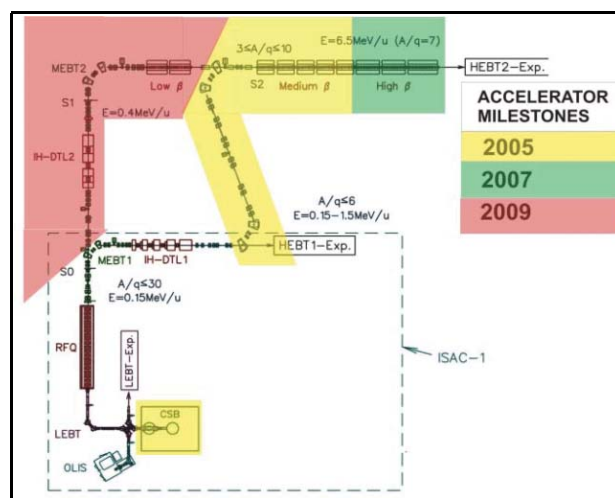 MEBT2
3≤A/q≤10
E=6.5MeV/u (A/q=7)
HEBT2-Exp.
Low β
S2
Medium β
High β
S1
E=0.4MeV/u
IH-DTL2
ACCELERATOR
MILESTONES
2005
2007
2009
A/q≤6
E=0.15-1.5MeV/u
HEBT1-Exp.
S0
MEBT1
IH-DTL1
A/q≤30
E=0.15MeV/u
RFQ
LEBT-Exp.
ISAC-1
CSB
LEBT
OLIS